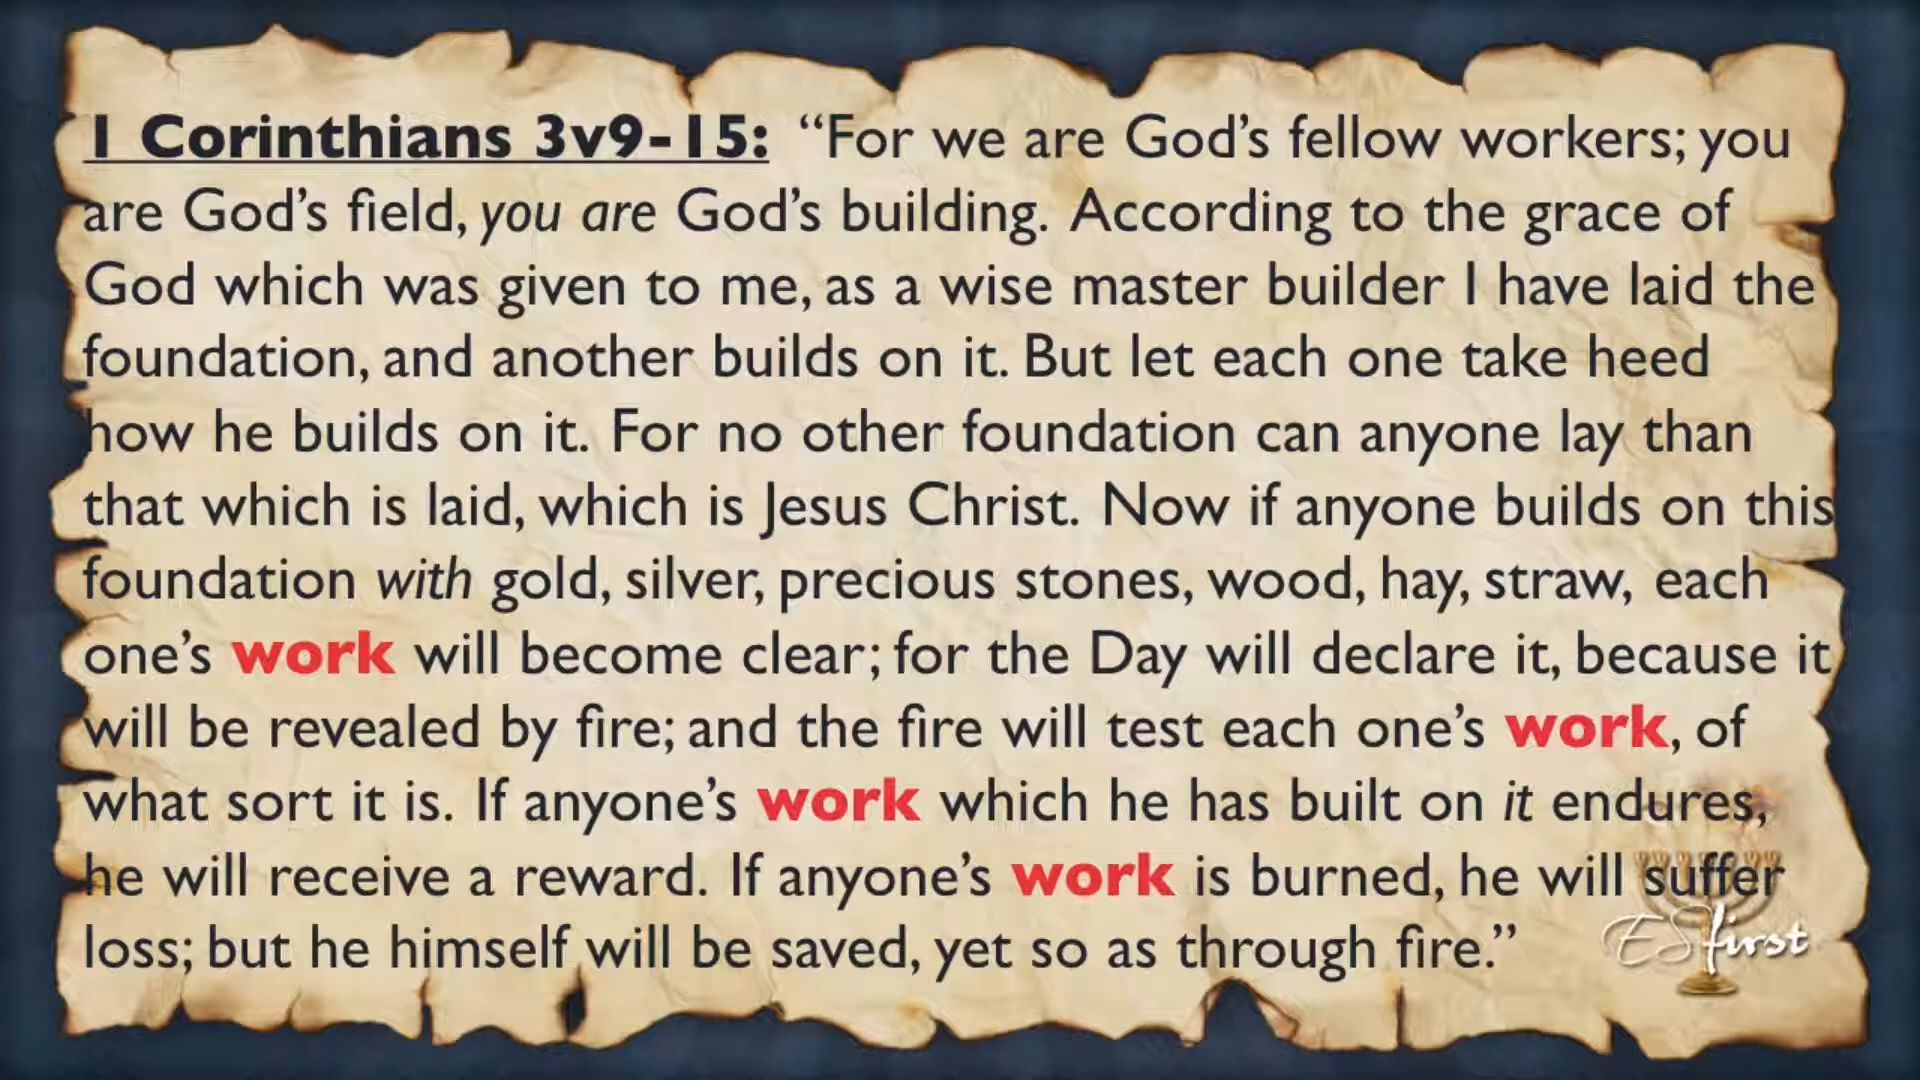 1 Corinthians 3v9-15: “For we are God’s fellow workers; you
are God’s field, you are God’s building. According to the grace of
God which was given to me, as a wise master builder I have laid the
foundation, and another builds on it. But let each one take heed
how he builds on it. For no other foundation can anyone lay than
that which is laid, which is Jesus Christ. Now if anyone builds on this
foundation with gold, silver, precious stones, wood, hay, straw, each
one’s work will become clear; for the Day will declare it, because it
will be revealed by fire; and the fire will test each one’s work, of
what sort it is. If anyone’s work which he has built on it endures,
he will receive a reward. If anyone’s work is burned, he will suffer
loss; but he himself will be saved, yet so as through fire.”
ESfirst